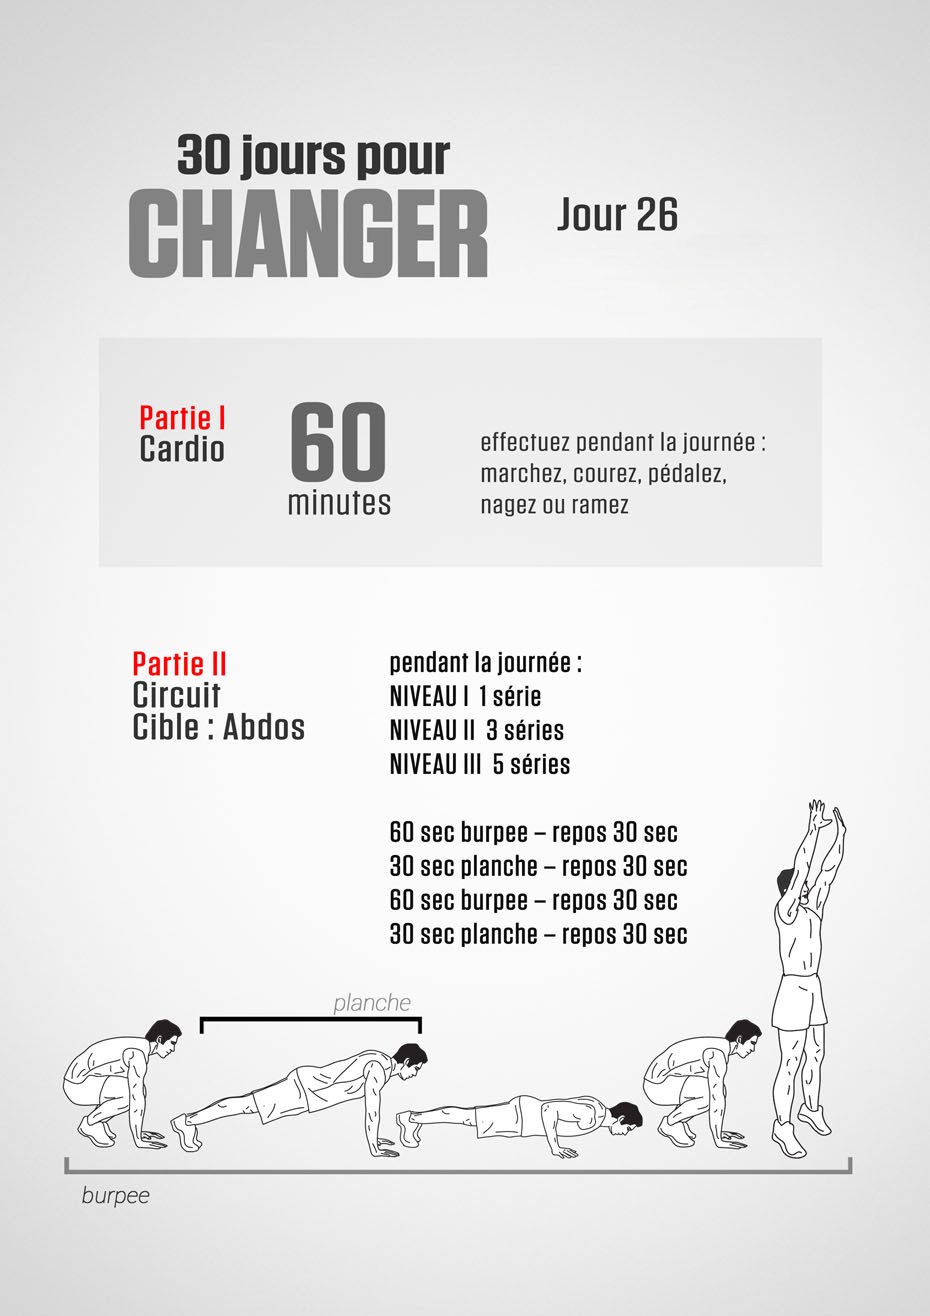 30 jours pour
CHANGER
Jour 26
Partie I
Cardio
60
minutes
effectuez pendant la journée :
marchez, courez, pédalez,
nagez ou ramez
Partie II
Circuit
Cible : Abdos
pendant la journée :
NIVEAU I 1 série
NIVEAU II 3 séries
NIVEAU III 5 séries
60 sec burpee – repos 30 sec
30 sec planche – repos 30 sec
60 sec burpee – repos 30 sec
30 sec planche – repos 30 sec
planche
burpee